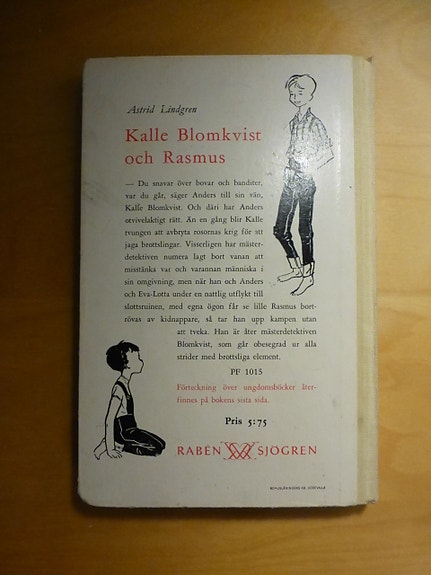 Astrid Lindgren
Kalle Blomkvist
och Rasmus
— Du snavar över bovar och banditer,
var du går, säger Anders till sin vän,
Kalle Blomkvist. Och däri har Anders
otvivelaktigt rätt. Än en gång blir Kalle
tvungen att avbryta rosornas krig för att
jaga brottslingar. Visserligen har mäster-
detektiven numera lagt bort vanan att
misstänka var och varannan människa i
sin omgivning, men när han och Anders
och Eva-Lotta under en nattlig utflykt till
slottsruinen, med egna ögon får se lille Rasmus bort-
rövas av kidnappare, så tar han upp kampen utan
att tveka. Han är åter mästerdetektiven
Blomkvist, som går obesegrad ur alla
strider med brottsliga element.
PF 1015
Förteckning över ungdomsböcker åter-
finnes på bokens sista sida.
Pris 5:75
RABÉN SJÖGREN